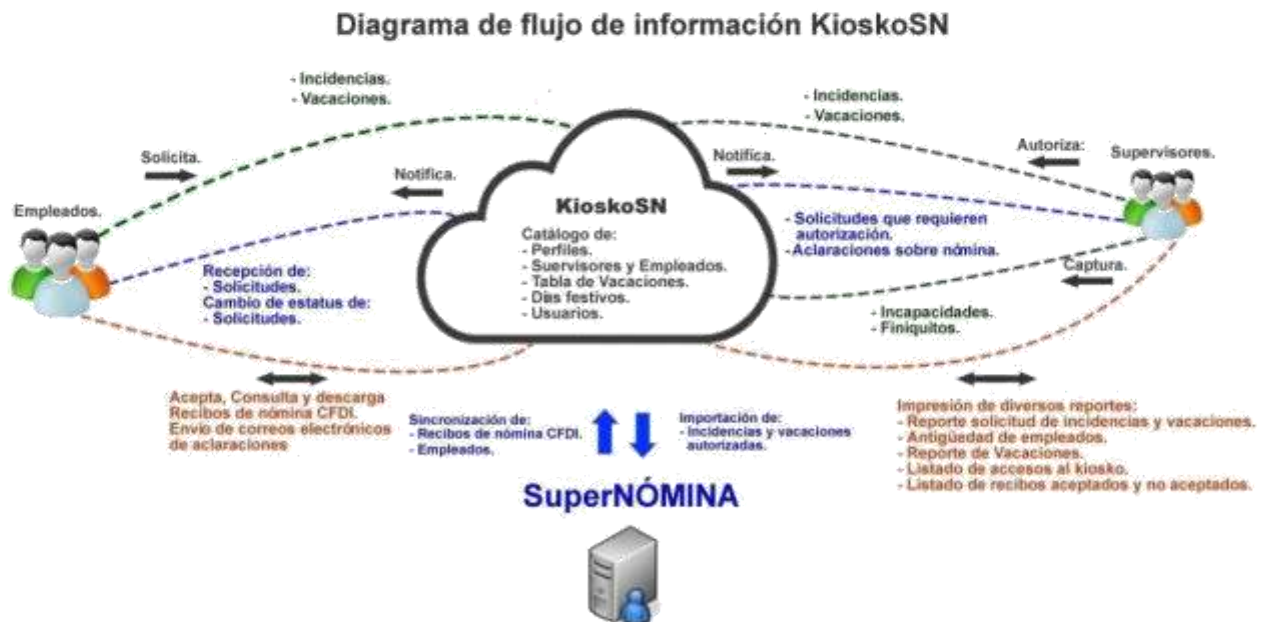 Diagrama de flujo de información KioskoSN
- Incidencias.
- Vacaciones.
Solicita.
Notifica.
Empleados.
Recepción de:
- Solicitudes.
Cambio de estatus de:
- Solicitudes.
Acepta, Consulta y descarga
Recibos de nómina CFDI.
Envio de correos electrónicos
de aclaraciones
KioskoSN
Catálogo de:
- Perfiles.
- Suervisores y Empleados.
- Tabla de Vacaciones.
- Días festivos.
- Usuarios.
- Incidencias.
- Vacaciones.
Notifica.
Autoriza:
Supervisores.
- Solicitudes que requieren
autorización.
- Aclaraciones sobre nómina.
Captura.
- Incapacidades.
- Finiquitos.
Impresión de diversos reportes:
- Reporte solicitud de incidencias y vacaciones.
- Antigüedad de empleados.
- Reporte de Vacaciones.
- Listado de accesos al kiosko.
- Listado de recibos aceptados y no aceptados.
Sincronización de:
- Recibos de nómina CFDI.
- Empleados.
Importación de:
- Incidencias y vacaciones
autorizadas.
SuperNÓMINA